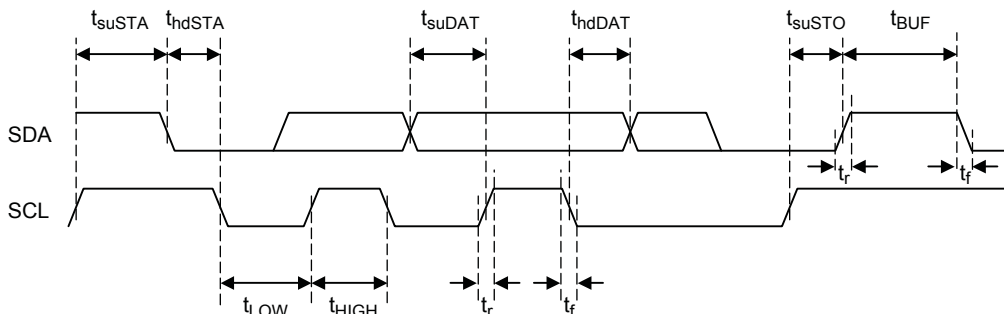 tsuSTA thdSTA tsuDAT thdDAT tsuSTO tBUF
SDA
tr tf
SCL
tLOW tHIGH tr tf